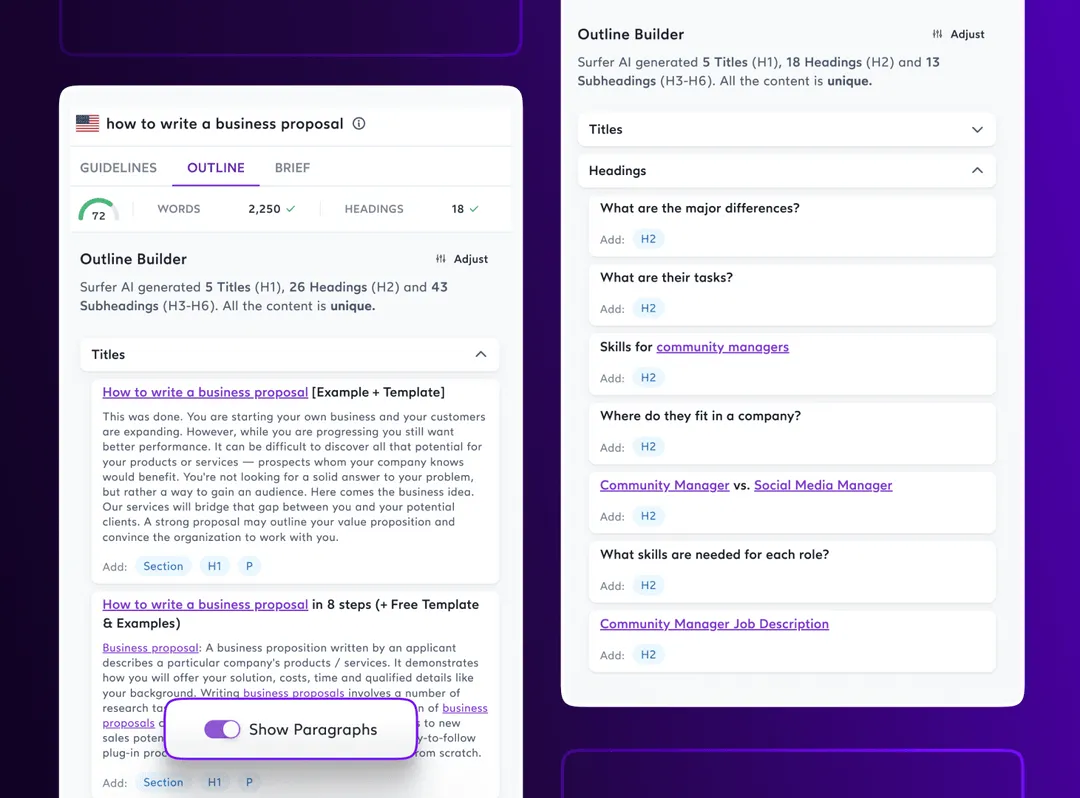 how to write a business proposal
GUIDELINES OUTLINE BRIEF
72 WORDS 2,250 HEADINGS 18
Outline Builder Adjust
Surfer AI generated 5 Titles (H1), 26 Headings (H2) and 43
Subheadings (H3-H6). All the content is unique.
Titles
How to write a business proposal [Example + Template]
This was done. You are starting your own business and your customers
are expanding. However, while you are progressing you still want
better performance. It can be difficult to discover all that potential for
your products or services — prospects whom your company knows
would benefit. You're not looking for a solid answer to your problem,
but rather a way to gain an audience. Here comes the business idea.
Our services will bridge that gap between you and your potential
clients. A strong proposal may outline your value proposition and
convince the organization to work with you.
Add: Section H1 P
How to write a business proposal in 8 steps (+ Free Template
& Examples)
Business proposal: A business proposition written by an applicant
describes a particular company's products / services. It demonstrates
how you will offer your solution, costs, time and qualified details like
your background. Writing business proposals involves a number of
research of business
proposals to new
sales
plug-in from scratch.
Show Paragraphs
Add: Section H1 P
Outline Builder Adjust
Surfer AI generated 5 Titles (H1), 18 Headings (H2) and 13
Subheadings (H3-H6). All the content is unique.
Titles
Headings
What are the major differences?
Add: H2
What are their tasks?
Add: H2
Skills for community managers
Add: H2
Where do they fit in a company?
Add: H2
Community Manager vs. Social Media Manager
Add: H2
What skills are needed for each role?
Add: H2
Community Manager Job Description
Add: H2